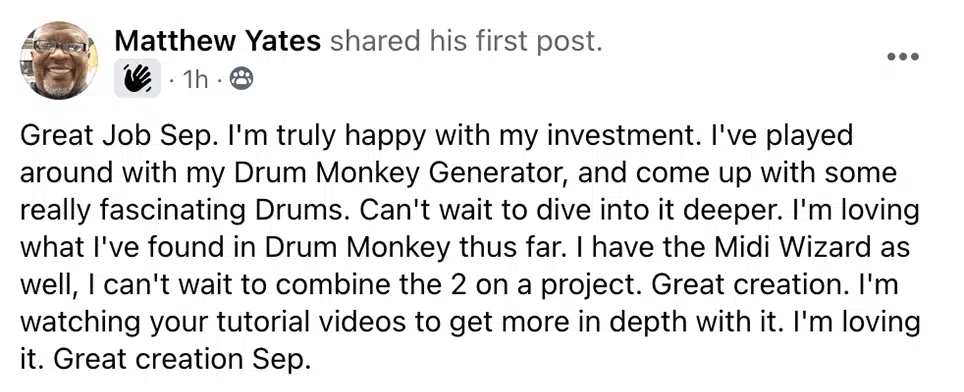 Matthew Yates shared his first post.
· 1h ·
Great Job Sep. I'm truly happy with my investment. I've played
around with my Drum Monkey Generator, and come up with some
really fascinating Drums. Can't wait to dive into it deeper. I'm loving
what I've found in Drum Monkey thus far. I have the Midi Wizard as
well, I can't wait to combine the 2 on a project. Great creation. I'm
watching your tutorial videos to get more in depth with it. I'm loving
it. Great creation Sep.